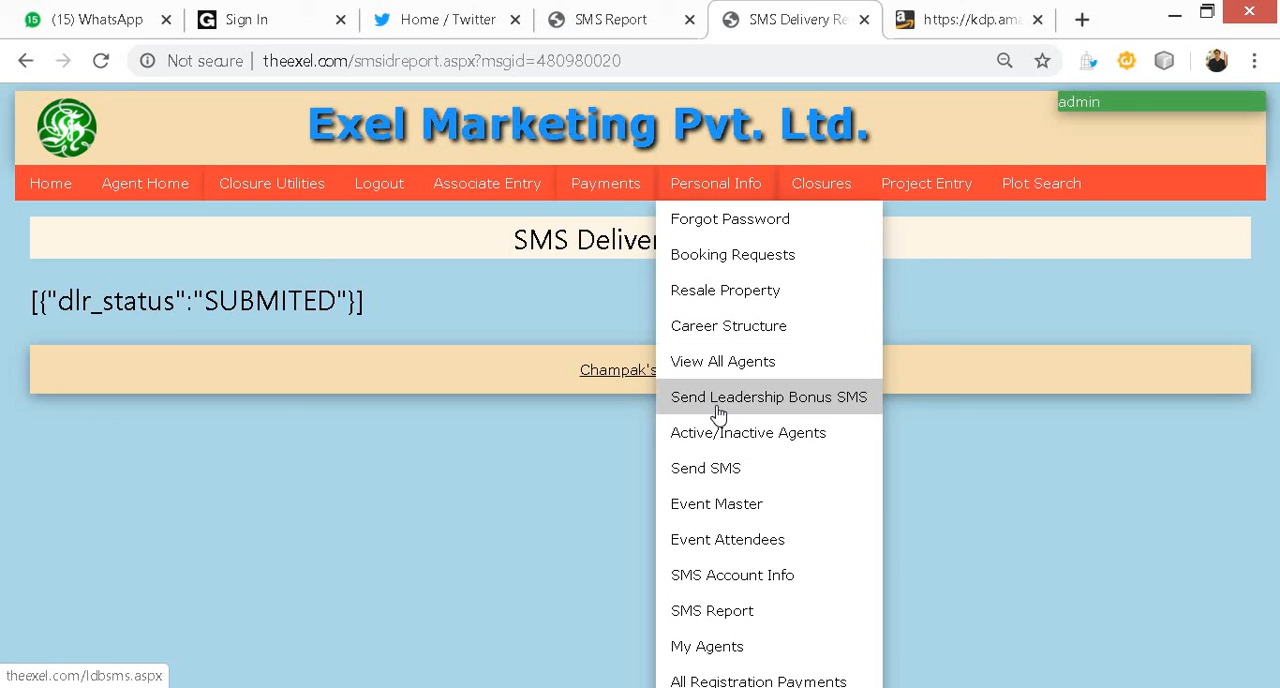 (15) WhatsApp
Sign In
Home / Twitter
SMS Report
SMS Delivery Re
https://kdp.ama
Not secure | theexel.com/smsidreport.aspx?msgid=480980020
Exel Marketing Pvt. Ltd.
admin
Home Agent Home Closure Utilities Logout Associate Entry Payments Personal Info Closures Project Entry Plot Search
SMS Deliver
[{"dlr_status":"SUBMITED"}]
Champak's
Forgot Password
Booking Requests
Resale Property
Career Structure
View All Agents
Send Leadership Bonus SMS
Active/Inactive Agents
Send SMS
Event Master
Event Attendees
SMS Account Info
SMS Report
My Agents
All Registration Payments
theexel.com/ldbsms.aspx